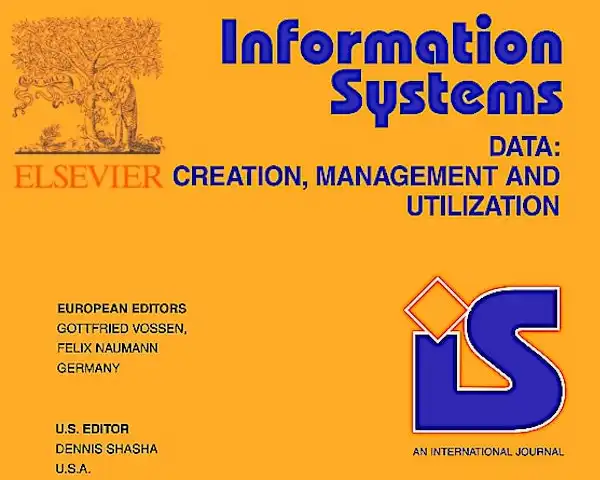 Information
Systems
DATA:
ELSEVIER
CREATION, MANAGEMENT AND
UTILIZATION
EUROPEAN EDITORS
GOTTFRIED VOSSEN,
FELIX NAUMANN
GERMANY
iS
U.S. EDITOR
DENNIS SHASHA
U.S.A.
AN INTERNATIONAL JOURNAL